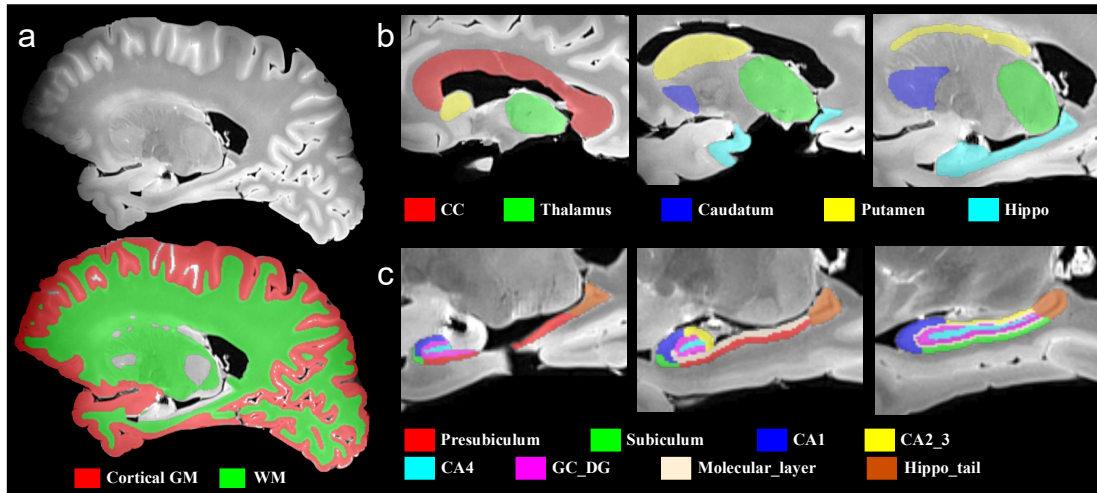 a
b
CC Thalamus Caudatum Putamen Hippo
c
Presubiculum Subiculum CA1 CA2_3
CA4 GC_DG Molecular_layer Hippo_tail
Cortical GM WM